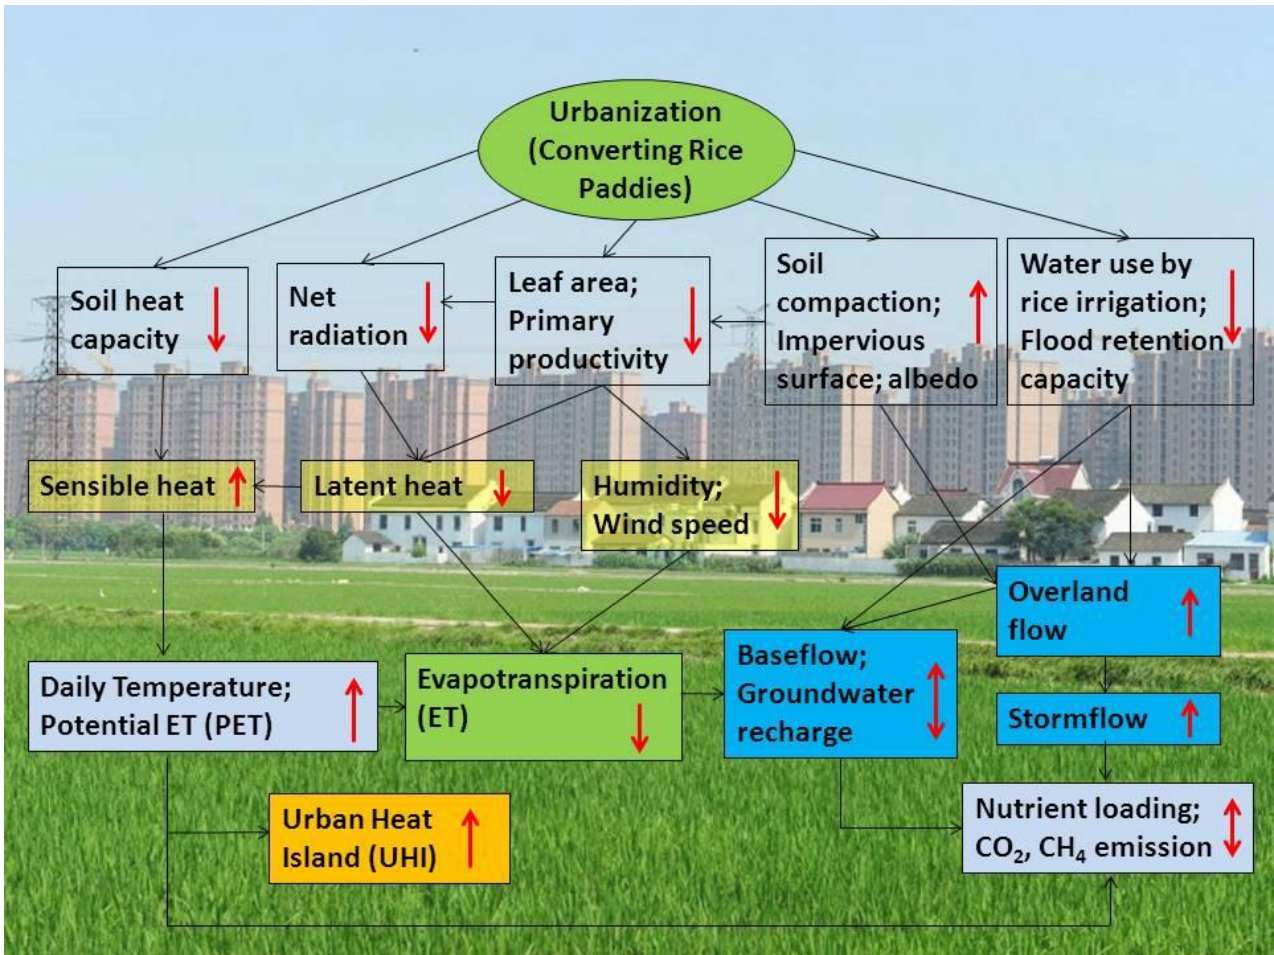 Urbanization
(Converting Rice
Paddies)
Soil heat
capacity
Net
radiation
Leaf area;
Primary
productivity
Soil
compaction;
Impervious
surface; albedo
Water use by
rice irrigation;
Flood retention
capacity
Sensible heat
Latent heat
Humidity;
Wind speed
Overland
flow
Daily Temperature;
Potential ET (PET)
Evapotranspiration
(ET)
Baseflow;
Groundwater
recharge
Stormflow
Urban Heat
Island (UHI)
Nutrient loading;
CO₂, CH₄ emission